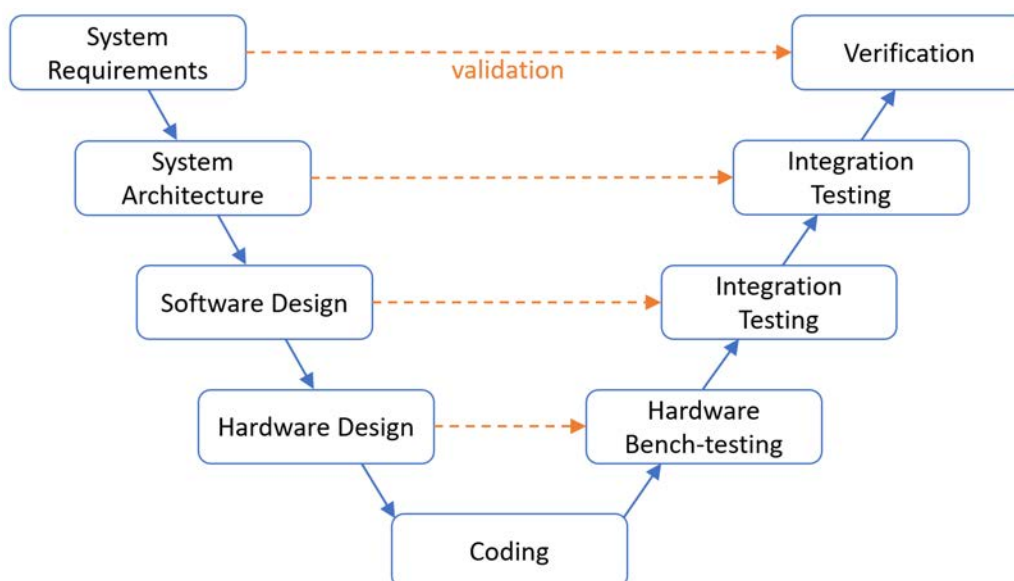 System
Requirements
validation
Verification
System
Architecture
Integration
Testing
Software Design
Integration
Testing
Hardware Design
Hardware
Bench-testing
Coding